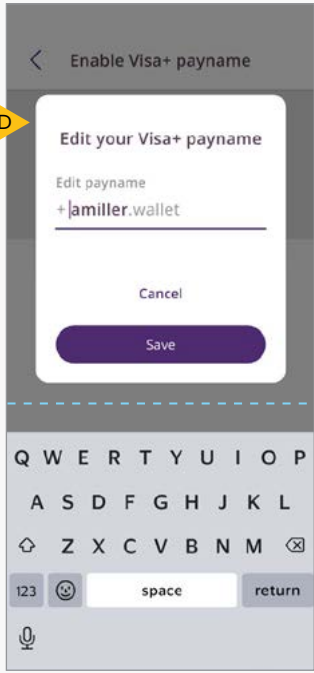 Enable Visa+ payname
D
Edit your Visa+ payname
Edit payname
+amiller.wallet
Cancel
Save
Q W E R T Y U I O P
A S D F G H J K L
Z X C V B N M
123 space return